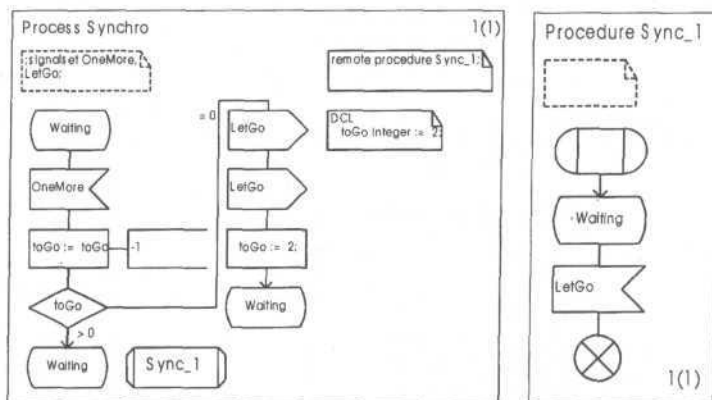 Process Synchro
1(1)
;signalset OneMore,
LetGo;
remote procedure Sync_1;
DCL
toGo Integer := 2;
Waiting
OneMore
toGo := toGo
-1
toGo
> 0
Waiting
= 0
LetGo
LetGo
toGo := 2;
Waiting
Sync_1
Procedure Sync_1
Waiting
LetGo
1(1)